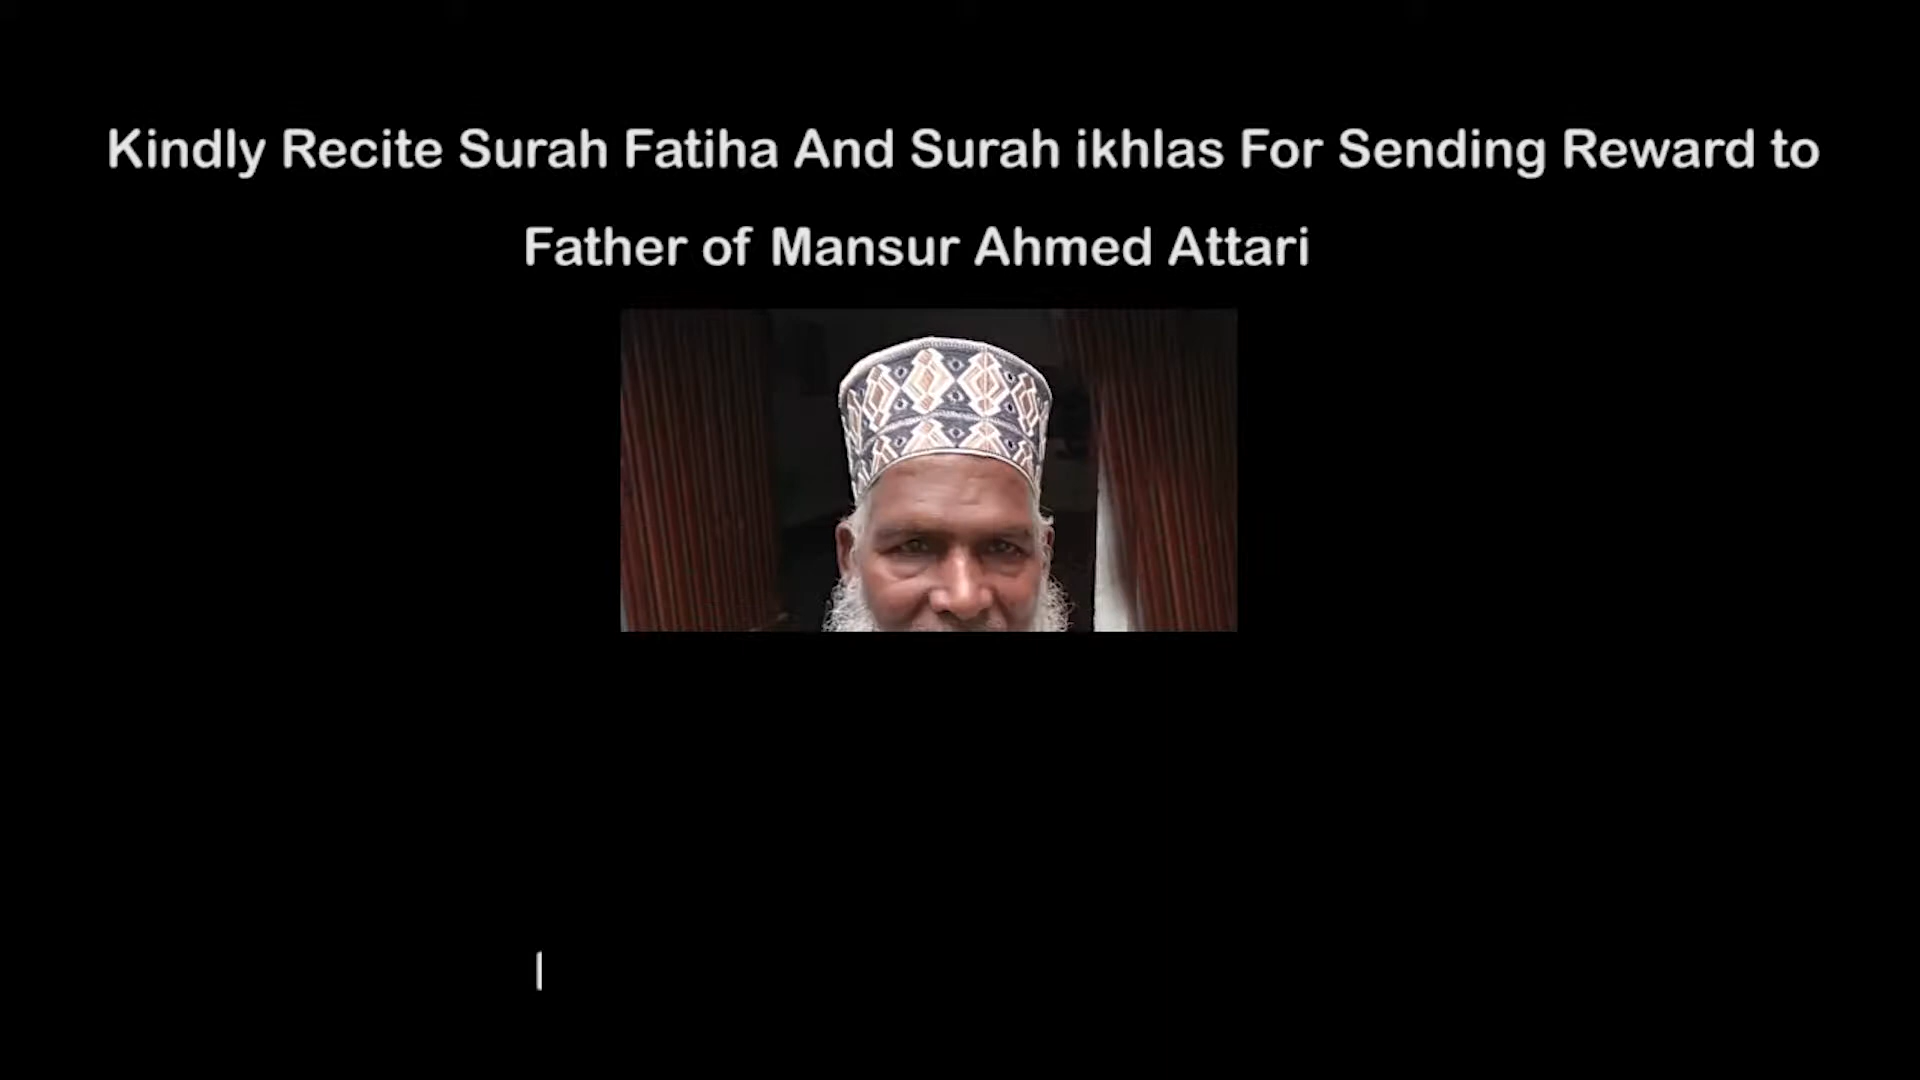 Kindly Recite Surah Fatiha And Surah ikhlas For Sending Reward to
Father of Mansur Ahmed Attari